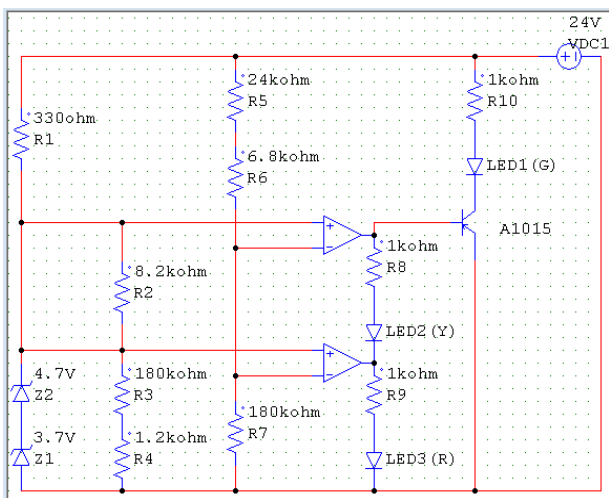 24V
VDC1
24kohm
R5
1kohm
R10
330ohm
R1
6.8kohm
R6
LED1(G)
A1015
1kohm
R8
8.2kohm
R2
LED2(Y)
4.7V
Z2
180kohm
R3
1kohm
R9
3.7V
Z1
1.2kohm
R4
180kohm
R7
LED3(R)